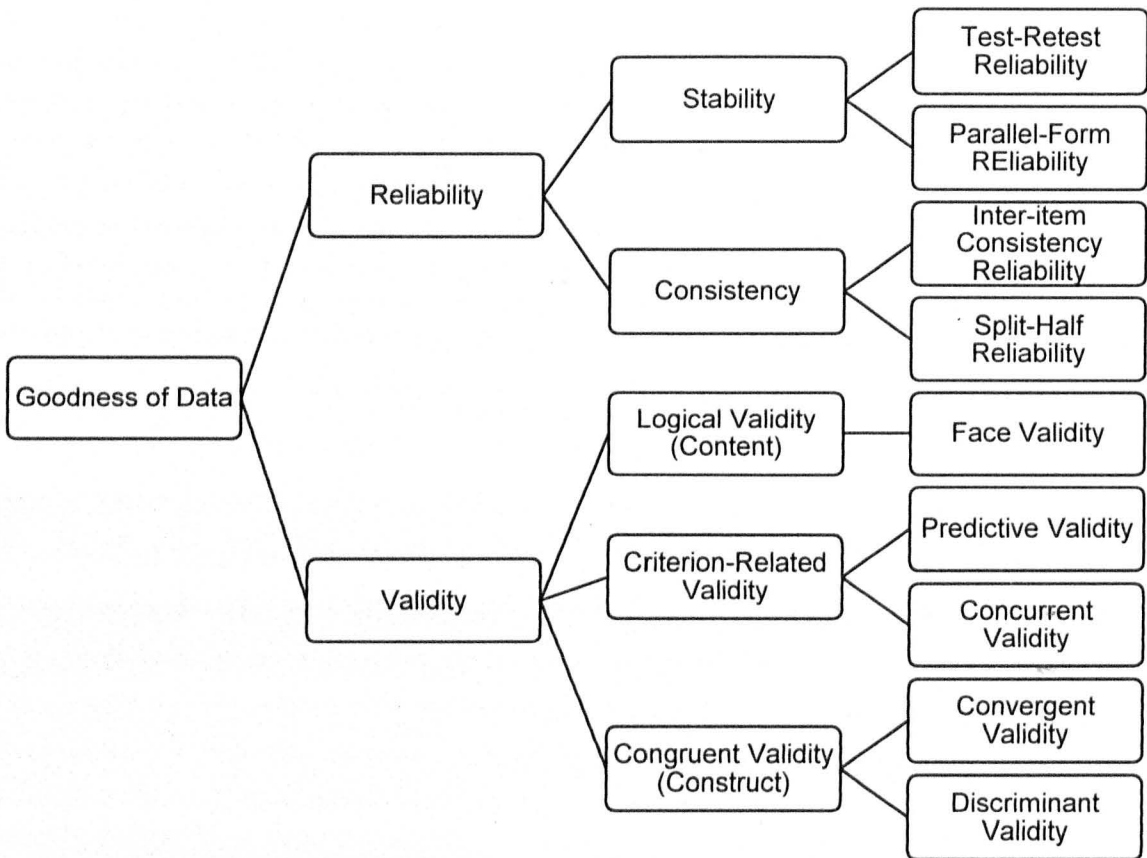 Goodness of Data
Reliability
Stability
Test-Retest
Reliability
Parallel-Form
REliability
Consistency
Inter-item
Consistency
Reliability
Split-Half
Reliability
Validity
Logical Validity
(Content)
Face Validity
Criterion-Related
Validity
Predictive Validity
Concurrent
Validity
Congruent Validity
(Construct)
Convergent
Validity
Discriminant
Validity